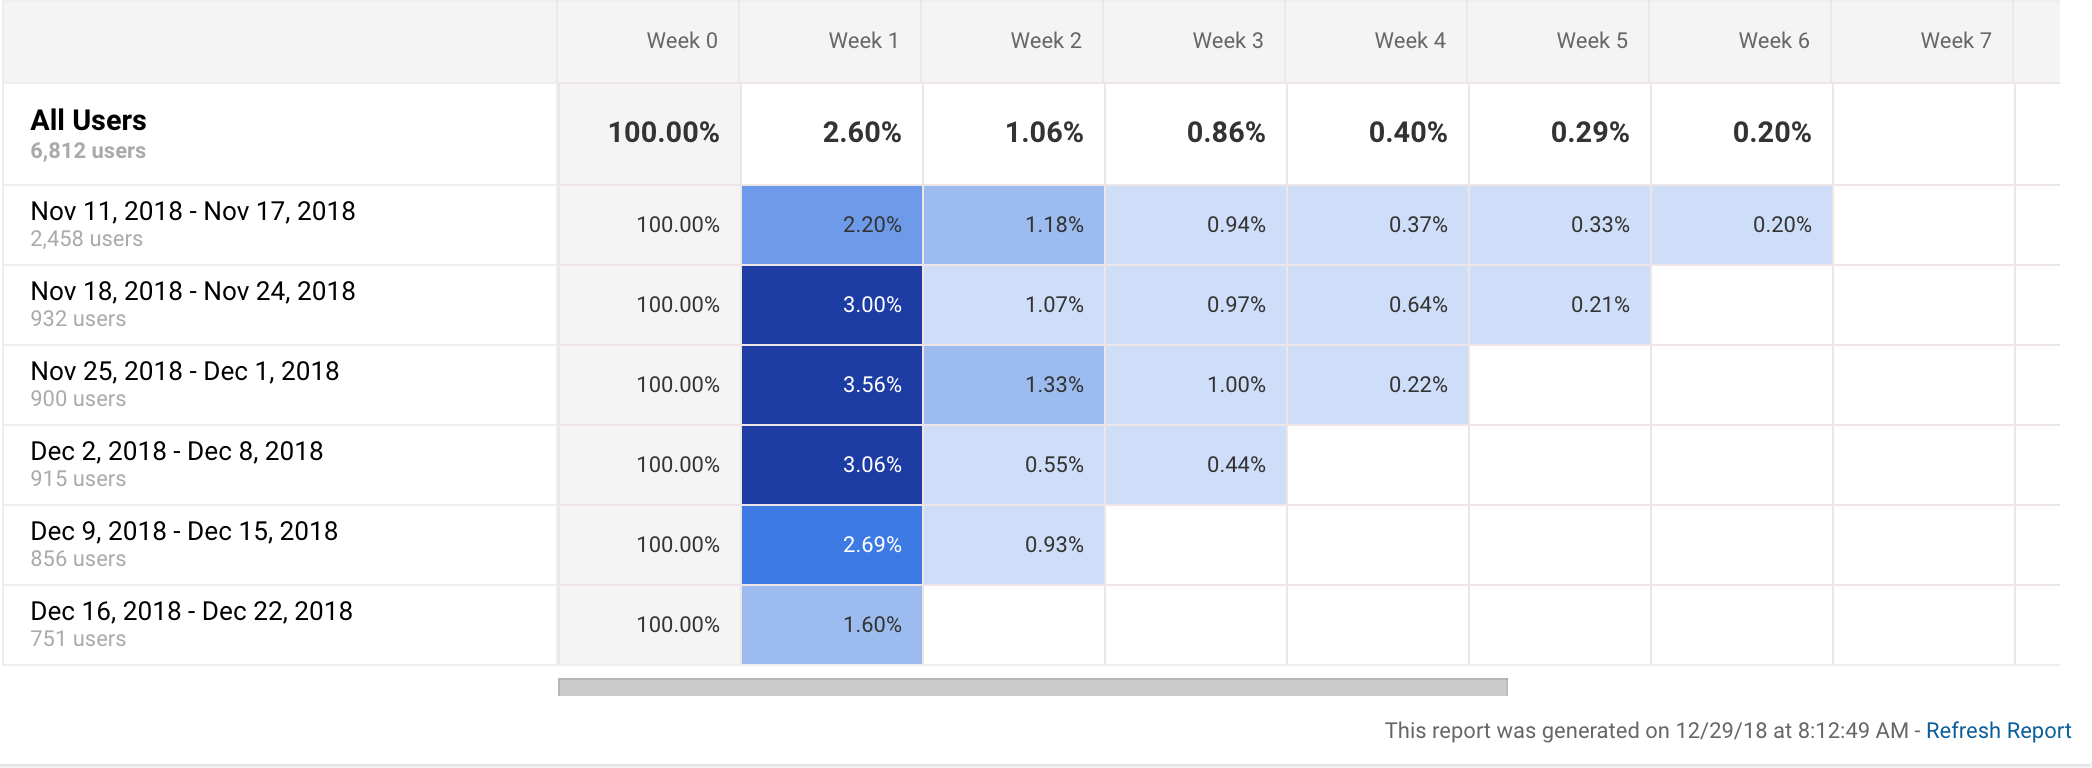 Week 0 Week 1 Week 2 Week 3 Week 4 Week 5 Week 6 Week 7
All Users
6,812 users
100.00% 2.60% 1.06% 0.86% 0.40% 0.29% 0.20%
Nov 11, 2018 - Nov 17, 2018
2,458 users
100.00% 2.20% 1.18% 0.94% 0.37% 0.33% 0.20%
Nov 18, 2018 - Nov 24, 2018
932 users
100.00% 3.00% 1.07% 0.97% 0.64% 0.21%
Nov 25, 2018 - Dec 1, 2018
900 users
100.00% 3.56% 1.33% 1.00% 0.22%
Dec 2, 2018 - Dec 8, 2018
915 users
100.00% 3.06% 0.55% 0.44%
Dec 9, 2018 - Dec 15, 2018
856 users
100.00% 2.69% 0.93%
Dec 16, 2018 - Dec 22, 2018
751 users
100.00% 1.60%
This report was generated on 12/29/18 at 8:12:49 AM - Refresh Report